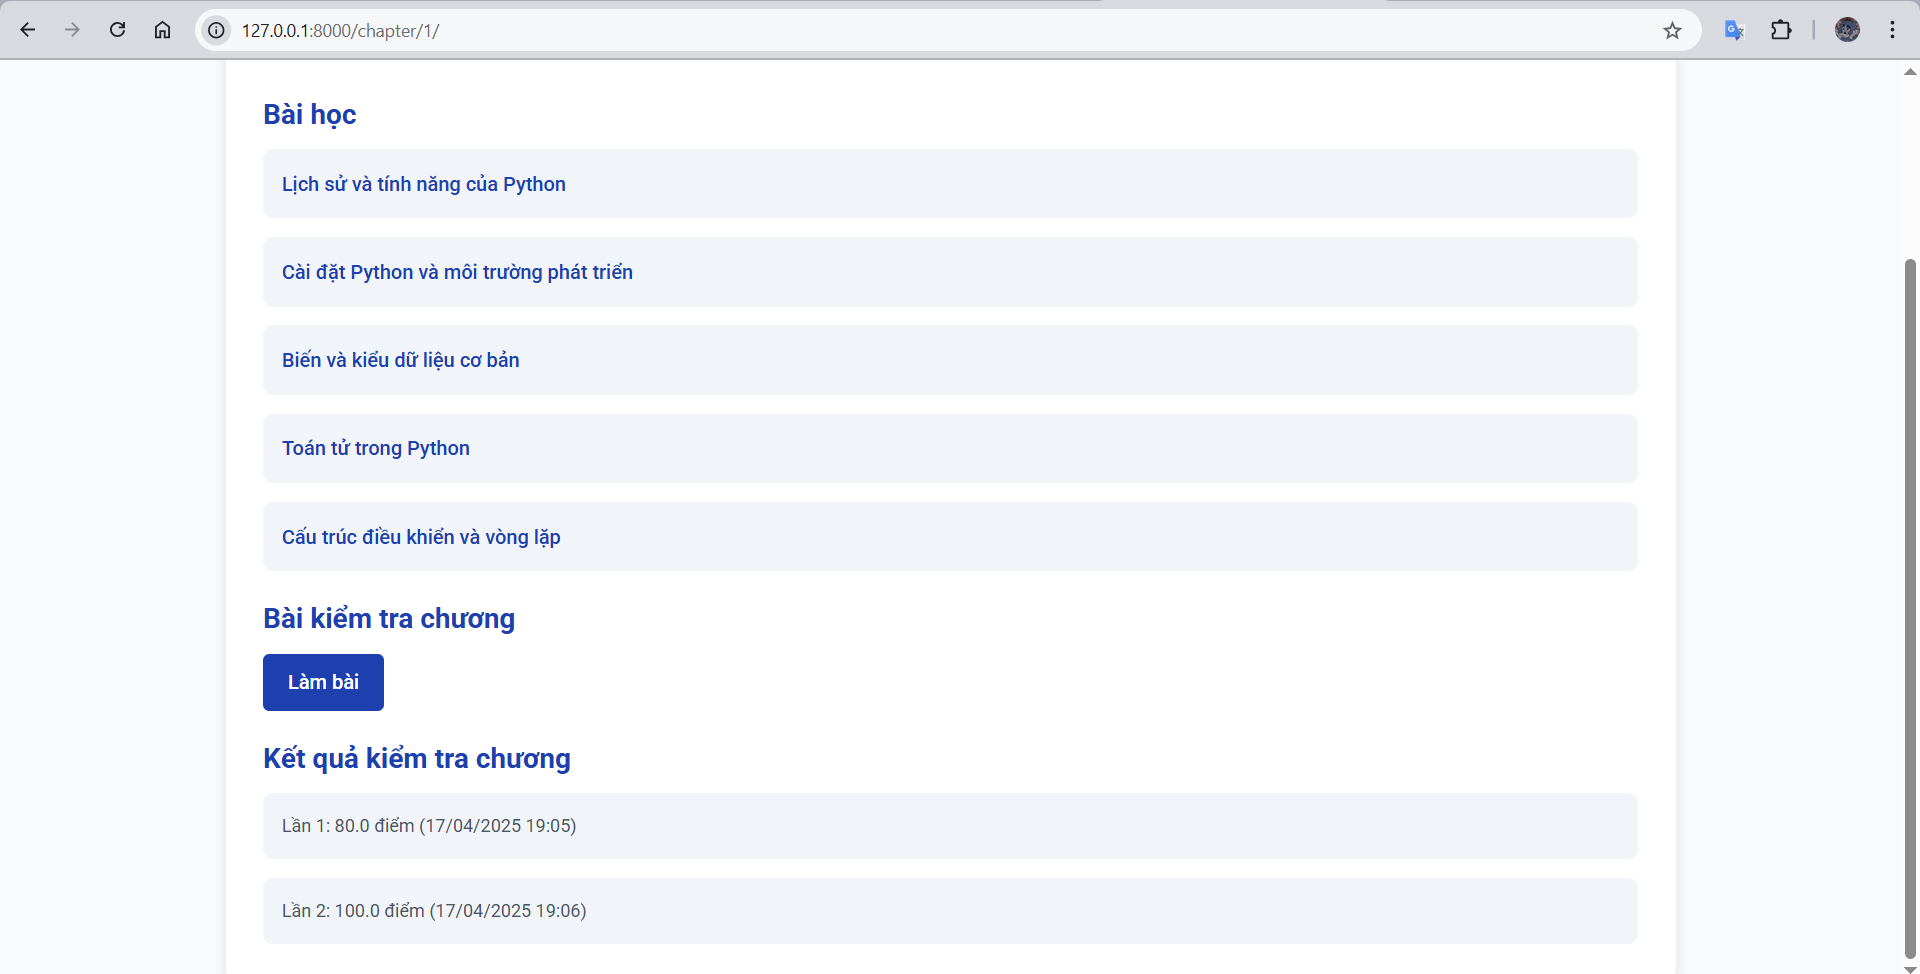 127.0.0.1:8000/chapter/1/
Bài học
Lịch sử và tính năng của Python
Cài đặt Python và môi trường phát triển
Biến và kiểu dữ liệu cơ bản
Toán tử trong Python
Cấu trúc điều khiển và vòng lặp
Bài kiểm tra chương
Làm bài
Kết quả kiểm tra chương
Lần 1: 80.0 điểm (17/04/2025 19:05)
Lần 2: 100.0 điểm (17/04/2025 19:06)